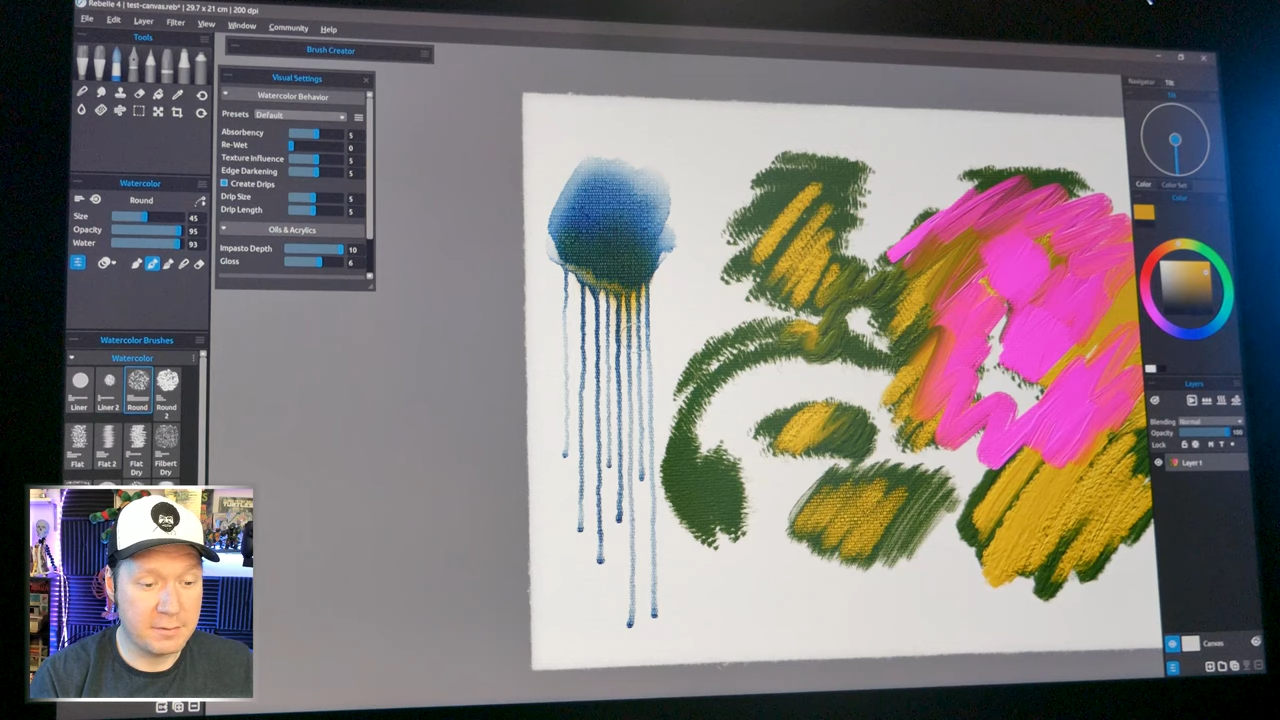 Rebelle 4 | test-canvas.reb* | 29.7 x 21 cm | 200 dpi
File Edit Layer Filter View Window Community Help
Tools
Brush Creator
Visual Settings
Watercolor Behavior
Presets Default
Absorbency 5
Re-Wet 0
Texture Influence 5
Edge Darkening 5
Create Drips
Drip Size 5
Drip Length 5
Oils & Acrylics
Impasto Depth 10
Gloss 6
Watercolor
Round
Size 45
Opacity 95
Water 93
Watercolor Brushes
Watercolor
Liner Liner 2 Round Round 2
Flat Flat 2 Flat Dry Filbert Dry
Navigator Tilt
Tilt
Color Color Set
Color
Layers
Blending Normal
Opacity 100
Lock
Layer 1
Canvas